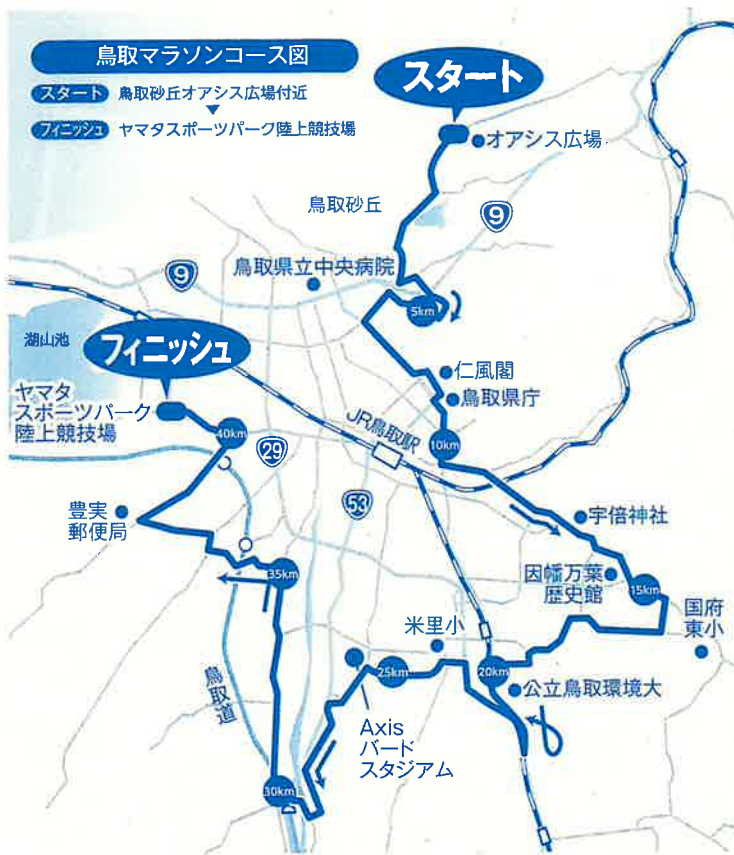 鳥取マラソンコース図
スタート 鳥取砂丘オアシス広場付近
フィニッシュ ヤマタスポーツパーク陸上競技場
スタート
オアシス広場
鳥取砂丘
9
9
鳥取県立中央病院
5km
湖山池
フィニッシュ
仁風閣
鳥取県庁
ヤマタ
スポーツパーク
陸上競技場
40km
29
JR鳥取駅
10km
53
豊実
郵便局
宇倍神社
因幡万葉
歴史館
15km
国府
東小
35km
米里小
20km
25km
公立鳥取環境大
鳥取道
Axis
バード
スタジアム
30km